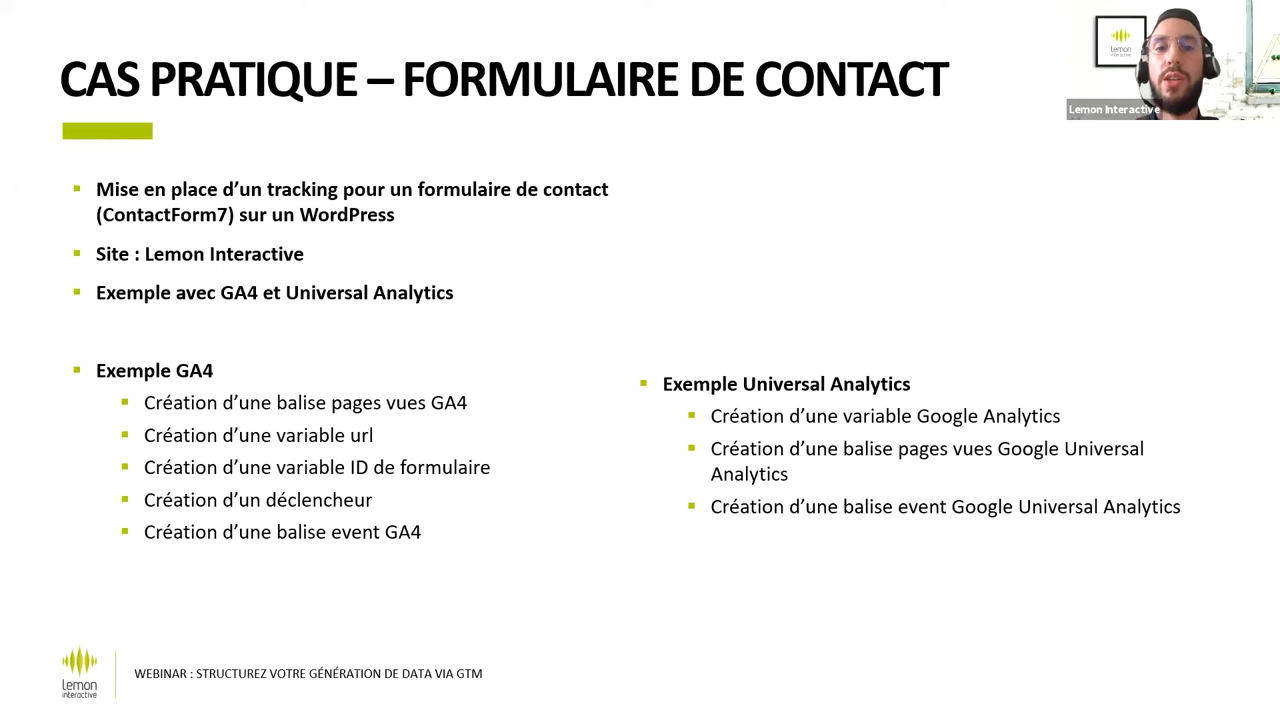 CAS PRATIQUE – FORMULAIRE DE CONTACT
lemon
interactive
Lemon Interactive
Mise en place d’un tracking pour un formulaire de contact
(ContactForm7) sur un WordPress
Site : Lemon Interactive
Exemple avec GA4 et Universal Analytics
Exemple GA4
Création d’une balise pages vues GA4
Création d’une variable url
Création d’une variable ID de formulaire
Création d’un déclencheur
Création d’une balise event GA4
Exemple Universal Analytics
Création d’une variable Google Analytics
Création d’une balise pages vues Google Universal
Analytics
Création d’une balise event Google Universal Analytics
lemon
interactive
WEBINAR : STRUCTUREZ VOTRE GÉNÉRATION DE DATA VIA GTM